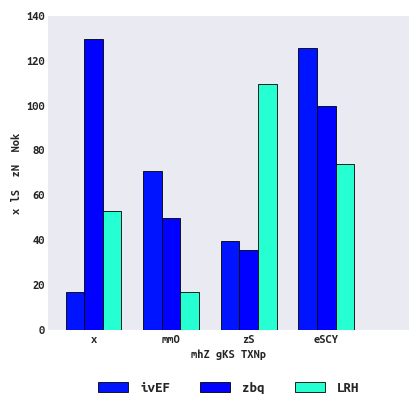 140
120
100
80
60
40
20
0
x lS  zN  Nok
x mmO zS eSCY
mhZ gKS TXNp
ivEF zbq LRH